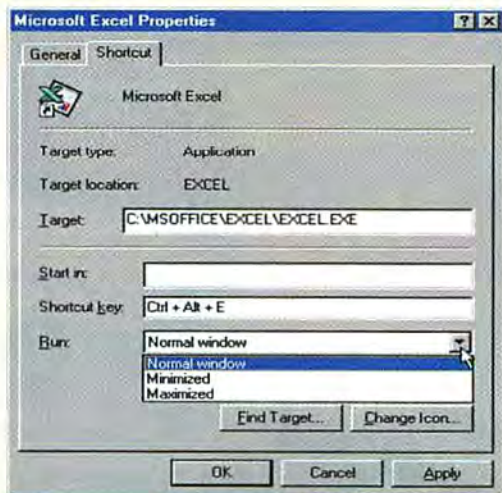 Microsoft Excel Properties
General Shortcut
Microsoft Excel
Target type: Application
Target location: EXCEL
Target: C:\MSOFFICE\EXCEL\EXCEL.EXE
Start in:
Shortcut key: Ctrl + Alt + E
Run: Normal window
Normal window
Minimized
Maximized
Find Target... Change Icon...
OK Cancel Apply